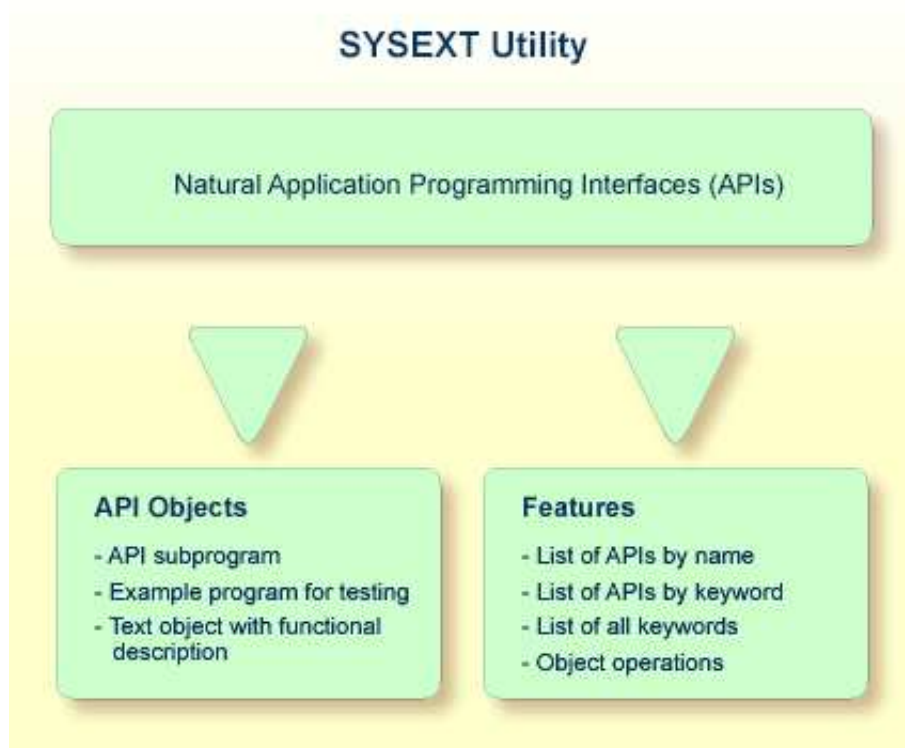 SYSEXT Utility
Natural Application Programming Interfaces (APIs)
API Objects
- API subprogram
- Example program for testing
- Text object with functional
description
Features
- List of APIs by name
- List of APIs by keyword
- List of all keywords
- Object operations